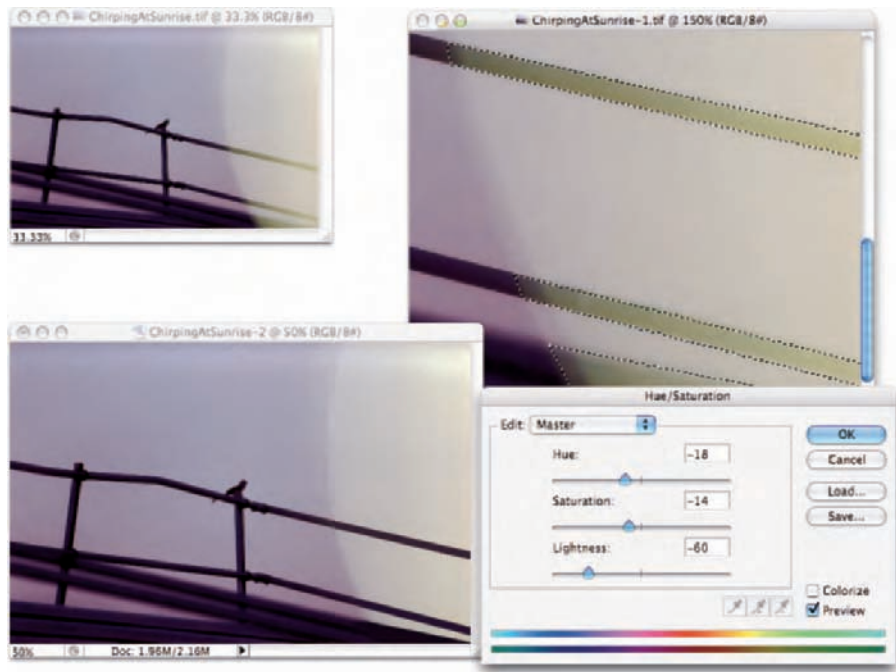 ChirpingAtSunrise.tif @ 33.3% (RGB/8#)
33.33%
ChirpingAtSunrise-1.tif @ 150% (RGB/8#)
ChirpingAtSunrise-2 @ 50% (RGB/8#)
50%
Doc: 1.96M/2.16M
Hue/Saturation
Edit: Master
Hue: -18
Saturation: -14
Lightness: -60
OK
Cancel
Load...
Save...
Colorize
Preview